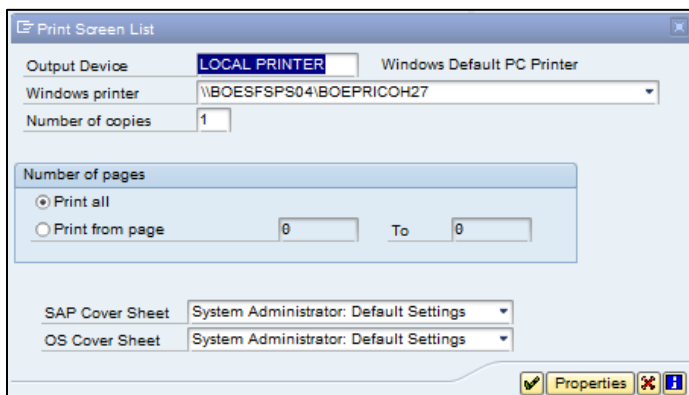 Print Screen List
Output Device LOCAL PRINTER Windows Default PC Printer
Windows printer \\BOESFSPS04\BOEPRICOH27
Number of copies 1
Number of pages
Print all
Print from page 0 To 0
SAP Cover Sheet System Administrator: Default Settings
OS Cover Sheet System Administrator: Default Settings
Properties